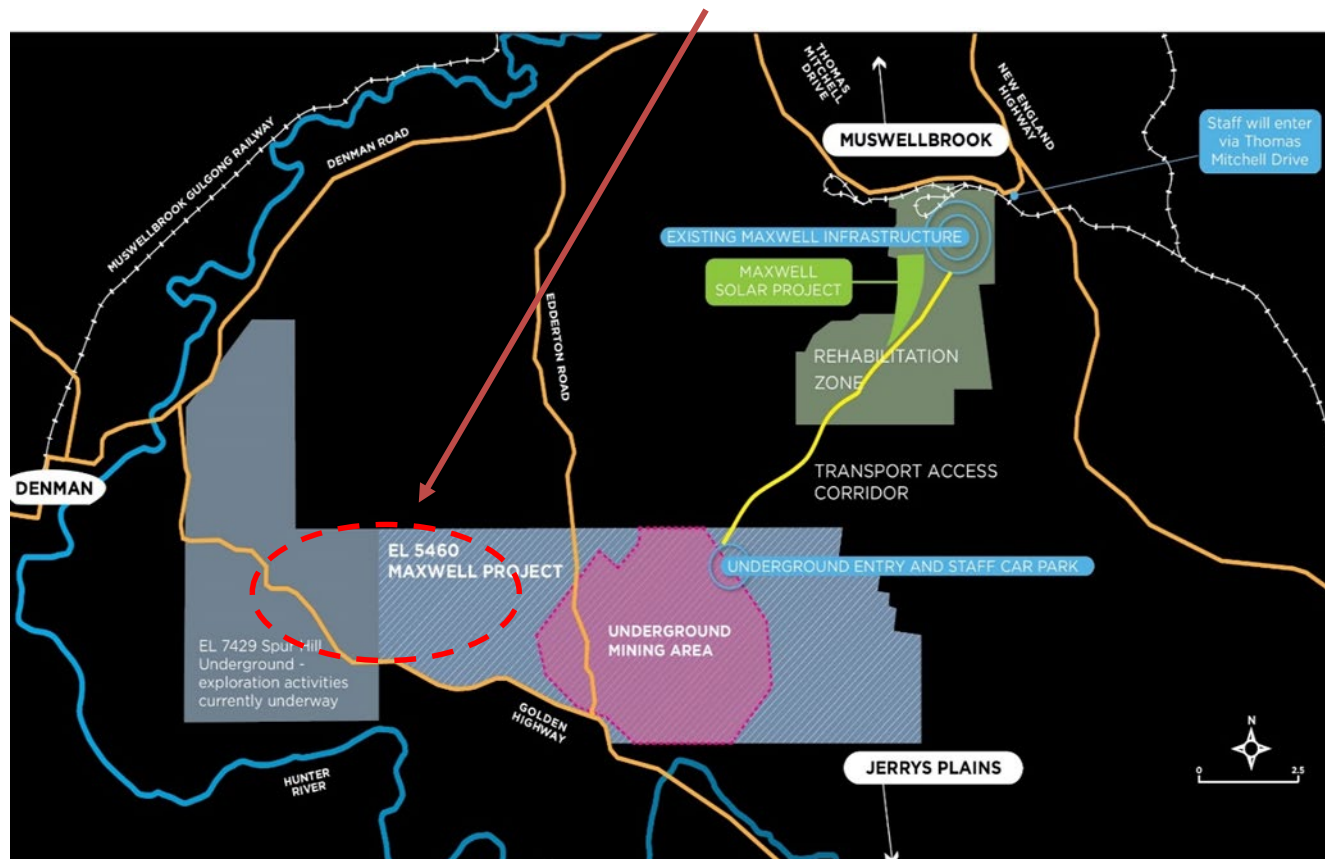 THOMAS
MITCHELL
DRIVE
NEW ENGLAND
HIGHWAY
MUSWELLBROOK
Staff will enter
via Thomas
Mitchell Drive
MUSWELLBROOK GULGONG RAILWAY
DENMAN ROAD
EXISTING MAXWELL INFRASTRUCTURE
MAXWELL
SOLAR PROJECT
EDDERTON ROAD
REHABILITATION
ZONE
TRANSPORT ACCESS
CORRIDOR
DENMAN
EL 5460
MAXWELL PROJECT
UNDERGROUND ENTRY AND STAFF CAR PARK
UNDERGROUND
MINING AREA
EL 7429 Spur Hill
Underground -
exploration activities
currently underway
GOLDEN
HIGHWAY
HUNTER
RIVER
JERRYS PLAINS
N
0 2.5